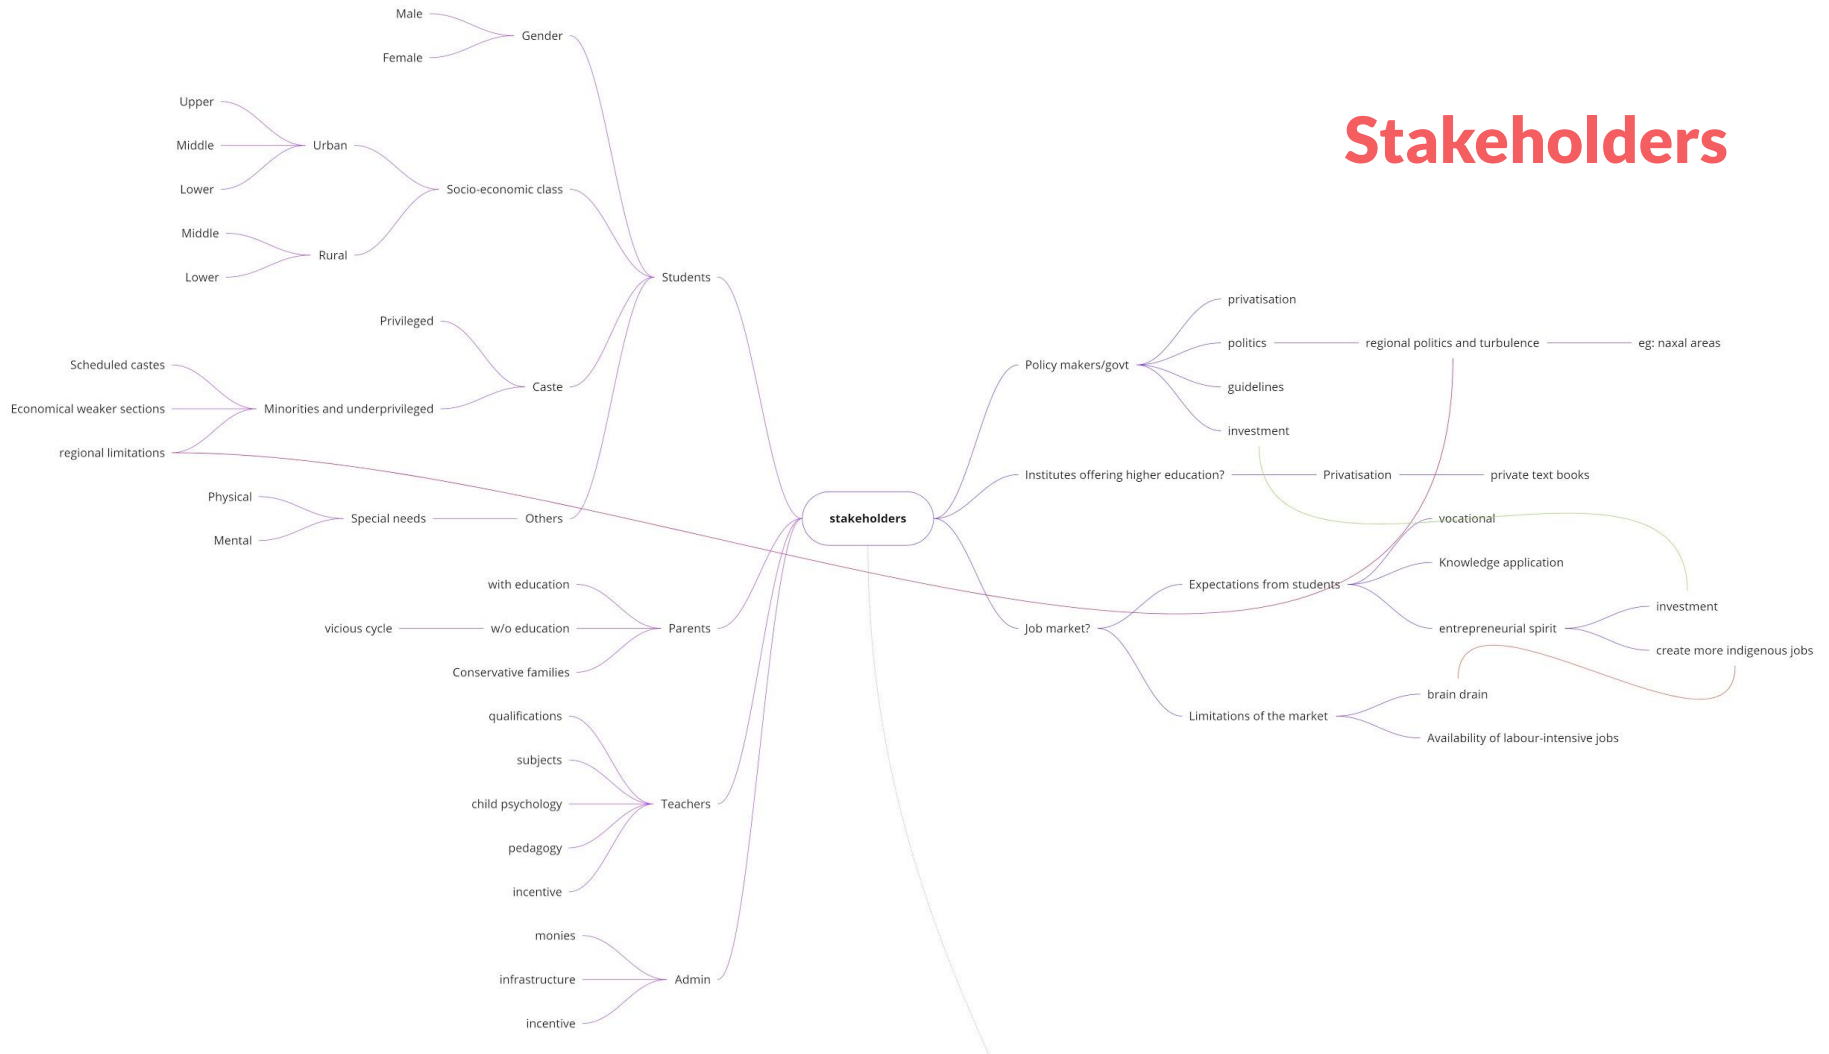 Stakeholders
stakeholders
Students
Gender
Male
Female
Socio-economic class
Urban
Upper
Middle
Lower
Rural
Middle
Lower
Caste
Privileged
Minorities and underprivileged
Scheduled castes
Economical weaker sections
regional limitations
Others
Special needs
Physical
Mental
Parents
with education
w/o education
vicious cycle
Conservative families
Teachers
qualifications
subjects
child psychology
pedagogy
incentive
Admin
monies
infrastructure
incentive
Policy makers/govt
privatisation
politics
regional politics and turbulence
eg: naxal areas
guidelines
investment
Institutes offering higher education?
Privatisation
private text books
Job market?
Expectations from students
vocational
Knowledge application
entrepreneurial spirit
investment
create more indigenous jobs
Limitations of the market
brain drain
Availability of labour-intensive jobs